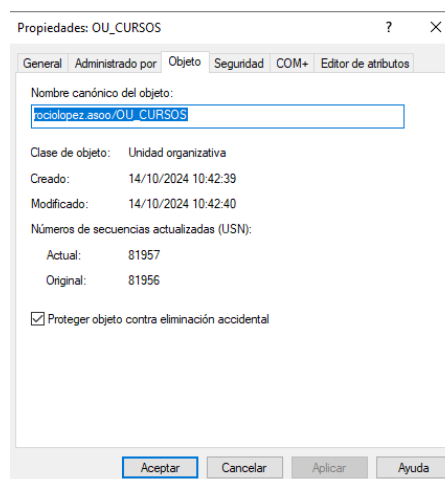 Propiedades: OU_CURSOS ? ×
General Administrado por Objeto Seguridad COM+ Editor de atributos
Nombre canónico del objeto:
rociolopez.asoo/OU_CURSOS
Clase de objeto: Unidad organizativa
Creado: 14/10/2024 10:42:39
Modificado: 14/10/2024 10:42:40
Números de secuencias actualizadas (USN):
Actual: 81957
Original: 81956
Proteger objeto contra eliminación accidental
Aceptar Cancelar Aplicar Ayuda